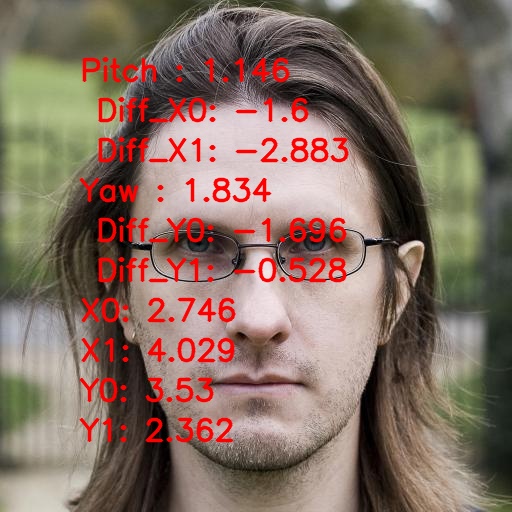 Pitch : 1.146
Diff_X0: -1.6
Diff_X1: -2.883
Yaw : 1.834
Diff_Y0: -1.696
Diff_Y1: -0.528
X0: 2.746
X1: 4.029
Y0: 3.53
Y1: 2.362